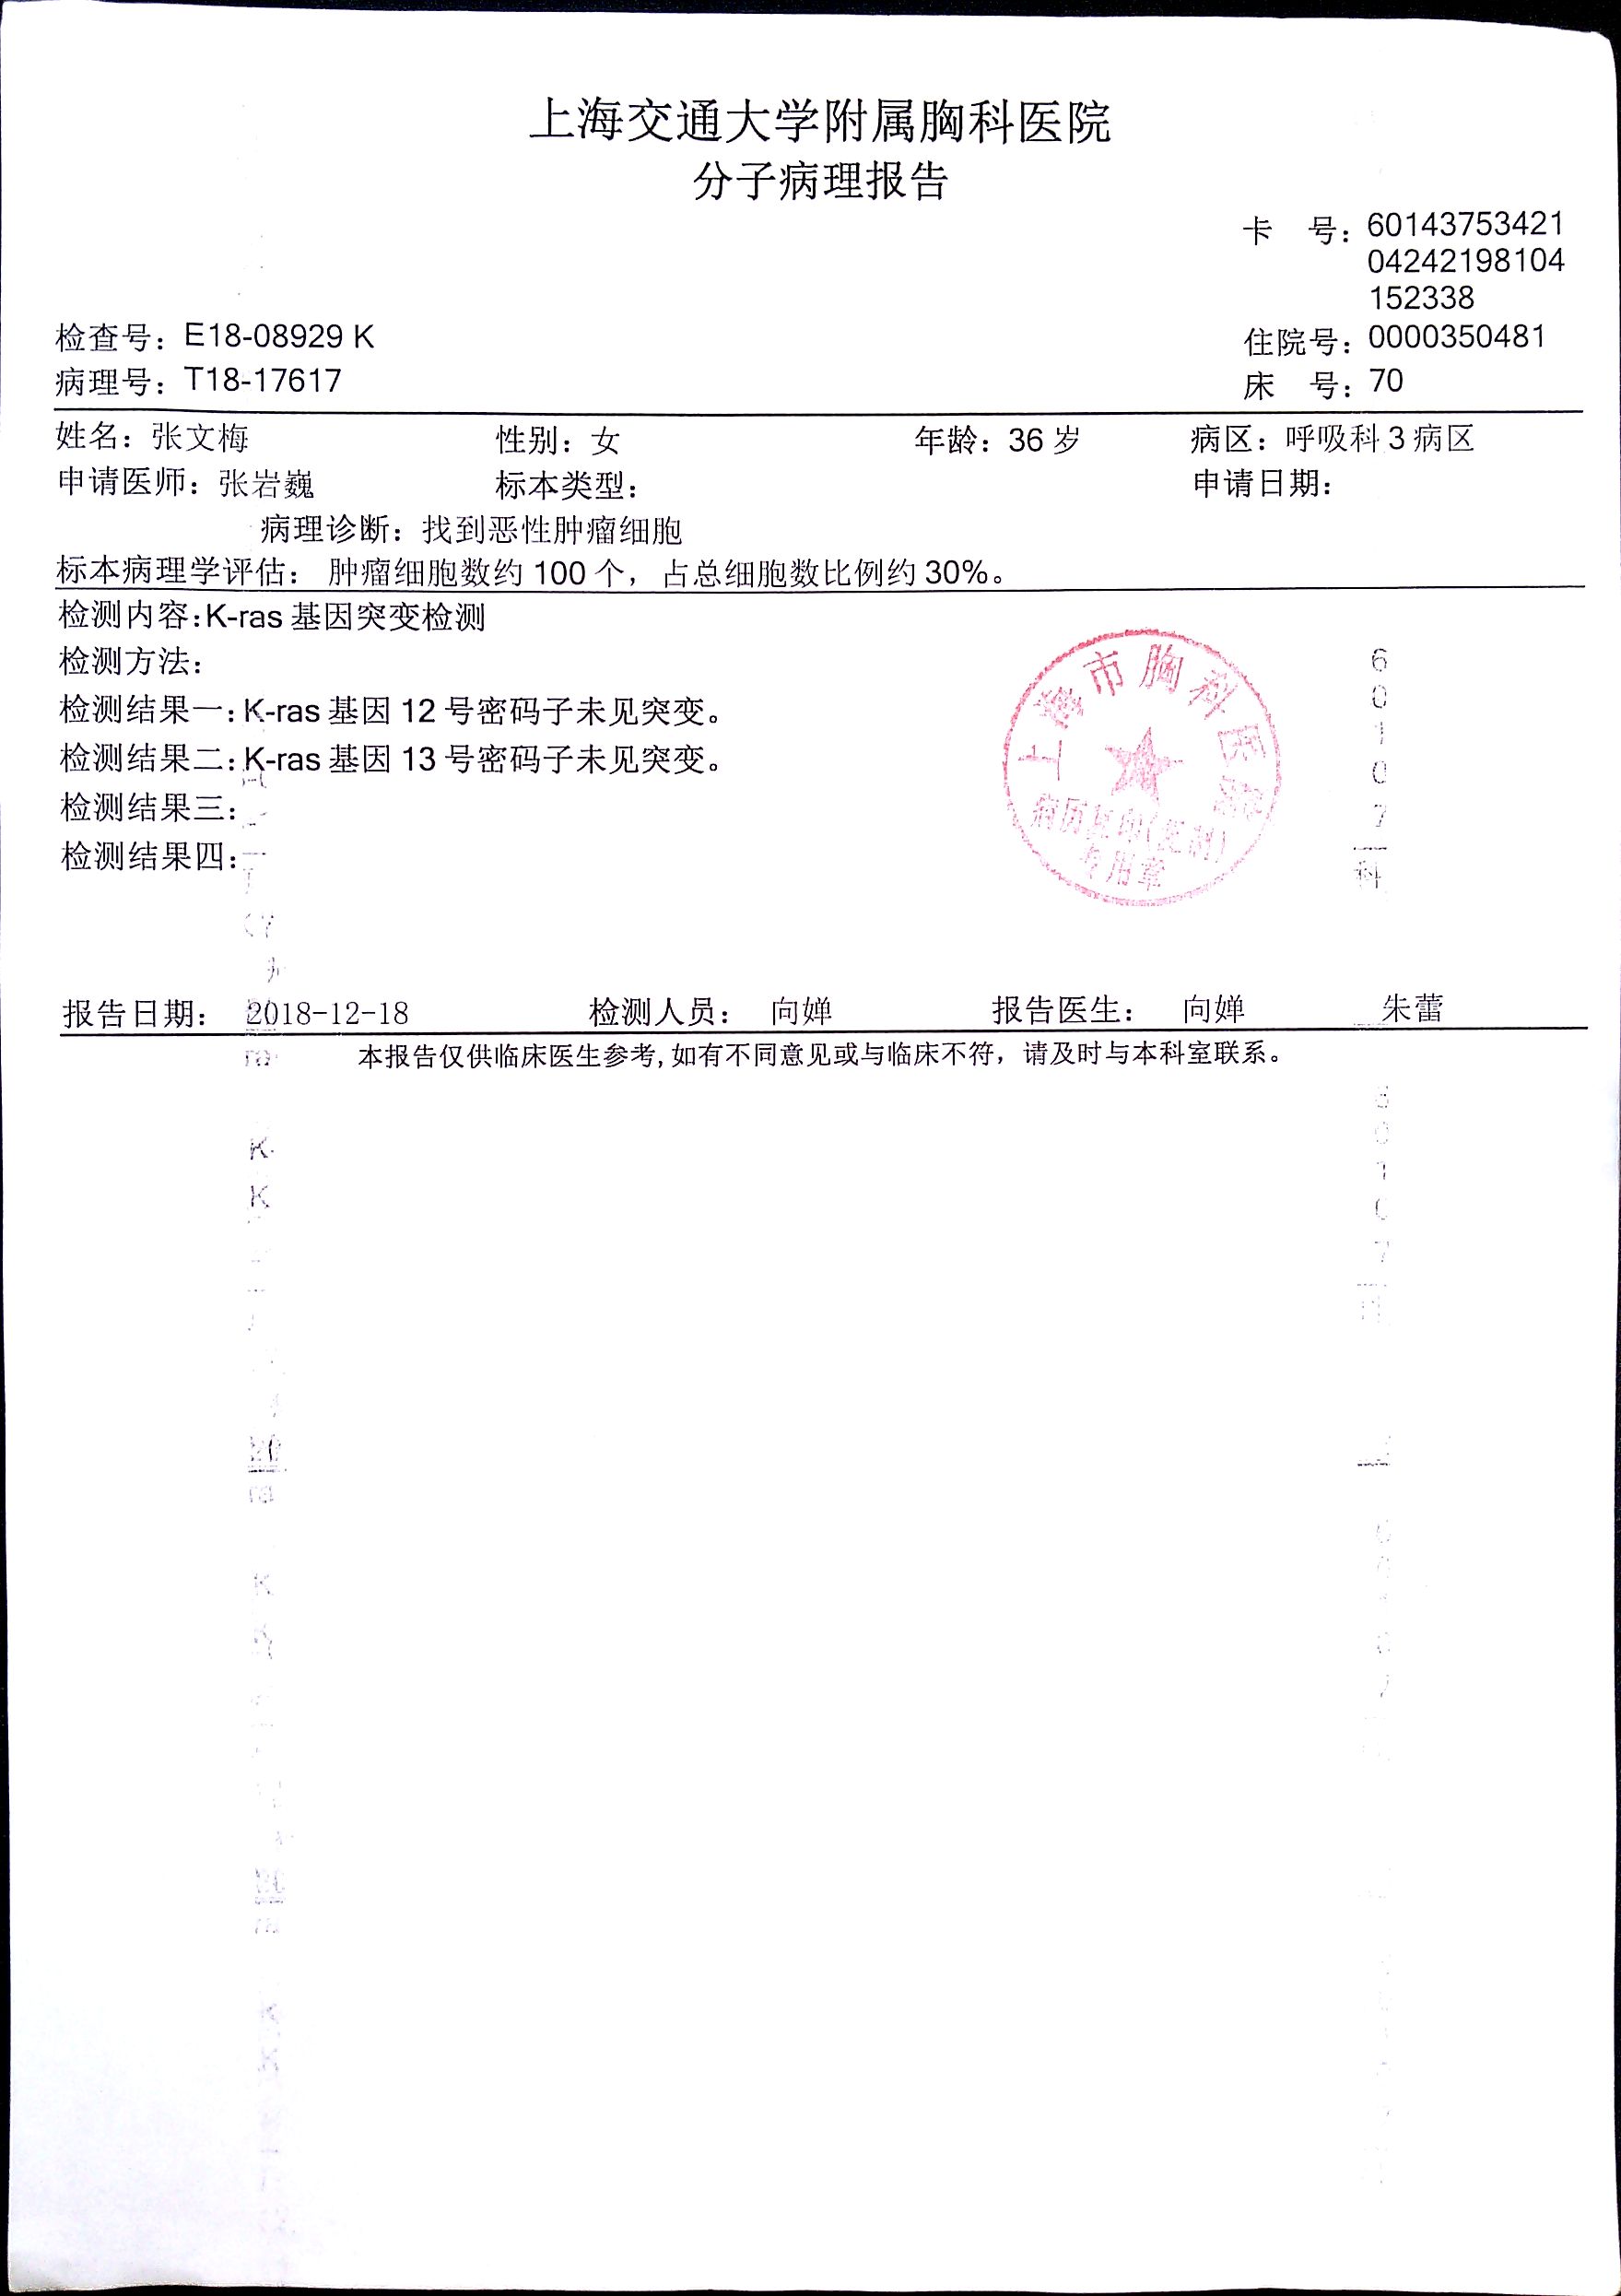 上海交通大学附属胸科医院
分子病理报告
卡 号：60143753421
04242198104
152338
检查号：E18-08929 K
住院号：0000350481
病理号：T18-17617
床 号：70
姓名：张文梅 性别：女 年龄：36 岁 病区：呼吸科 3 病区
申请医师：张岩巍 标本类型： 申请日期：
病理诊断：找到恶性肿瘤细胞
标本病理学评估： 肿瘤细胞数约 100 个，占总细胞数比例约 30%。
检测内容:K-ras 基因突变检测
检测方法：
检测结果一：K-ras 基因 12 号密码子未见突变。
检测结果二：K-ras 基因 13 号密码子未见突变。
检测结果三：
检测结果四：
上海市胸科医院
病历复印(复制)
专用章
报告日期： 2018-12-18 检测人员： 向婵 报告医生： 向婵 朱蕾
本报告仅供临床医生参考,如有不同意见或与临床不符，请及时与本科室联系。